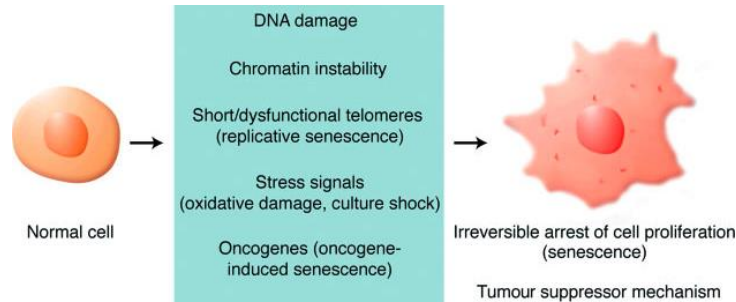 DNA damage
Chromatin instability
Short/dysfunctional telomeres
(replicative senescence)
Stress signals
(oxidative damage, culture shock)
Oncogenes (oncogene-
induced senescence)
Normal cell
Irreversible arrest of cell proliferation
(senescence)
Tumour suppressor mechanism